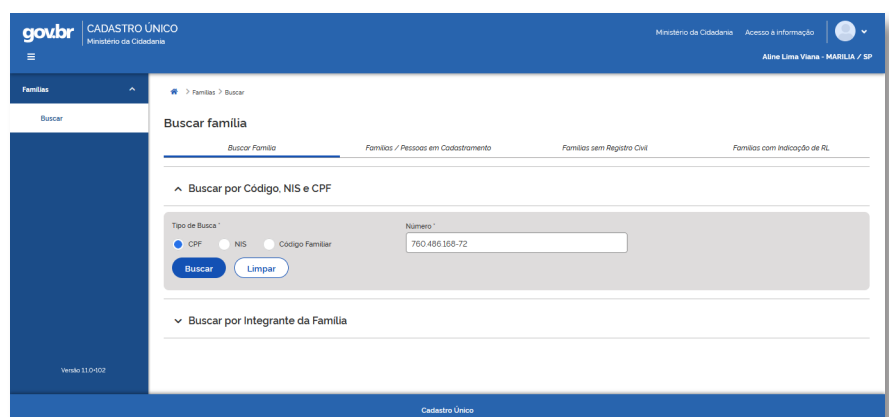 gov.br
CADASTRO ÚNICO
Ministério da Cidadania
Ministério da Cidadania
Acesso à informação
Aline Lima Viana - MARILIA / SP
Famílias
Buscar
Versão 1.1.0+102
> Famílias > Buscar
Buscar família
Buscar Família
Famílias / Pessoas em Cadastramento
Famílias sem Registro Civil
Famílias com Indicação de RL
Buscar por Código, NIS e CPF
Tipo de Busca *
CPF
NIS
Código Familiar
Número *
760.486.168-72
Buscar
Limpar
Buscar por Integrante da Família
Cadastro Único